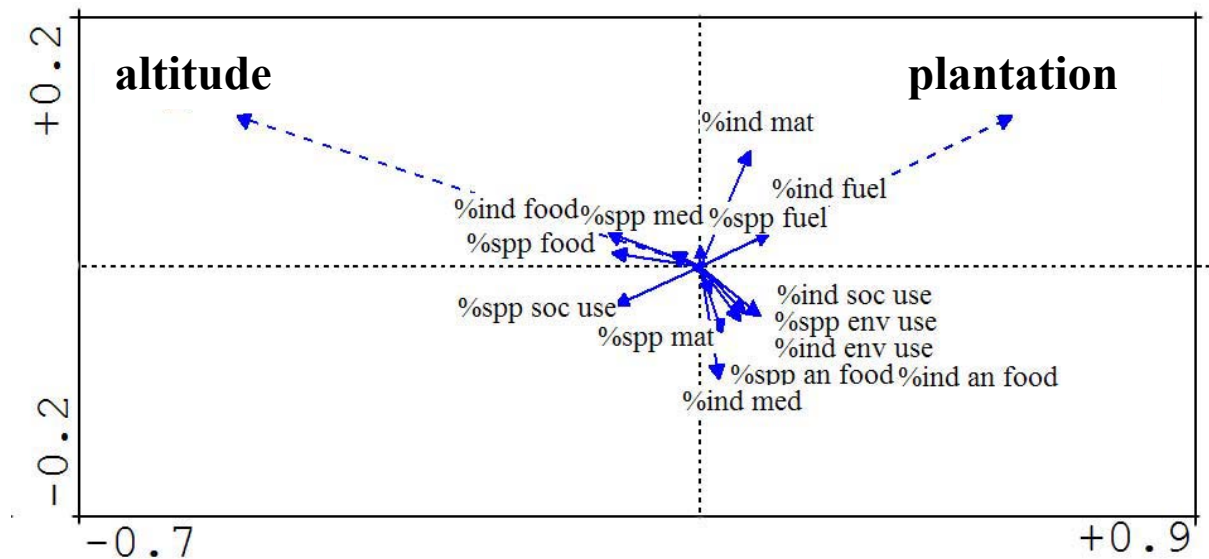 +0.2
altitude
plantation
%ind mat
%ind fuel
%ind food
%spp med
%spp fuel
%spp food
%spp soc use
%ind soc use
%spp env use
%spp mat
%ind env use
%spp an food
%ind an food
%ind med
-0.2
-0.7
+0.9